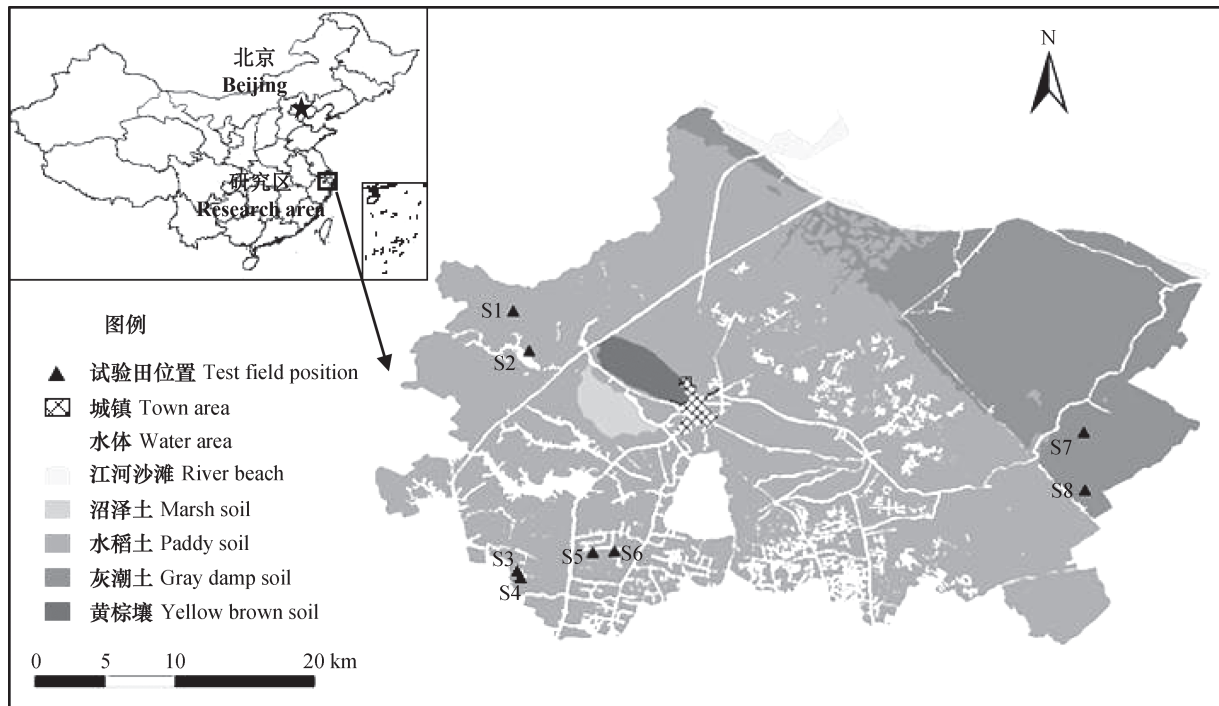 北京
Beijing
研究区
Research area
N
S1
S2
S3
S4
S5
S6
S7
S8
图例
试验田位置 Test field position
城镇 Town area
水体 Water area
江河沙滩 River beach
沼泽土 Marsh soil
水稻土 Paddy soil
灰潮土 Gray damp soil
黄棕壤 Yellow brown soil
0 5 10 20 km